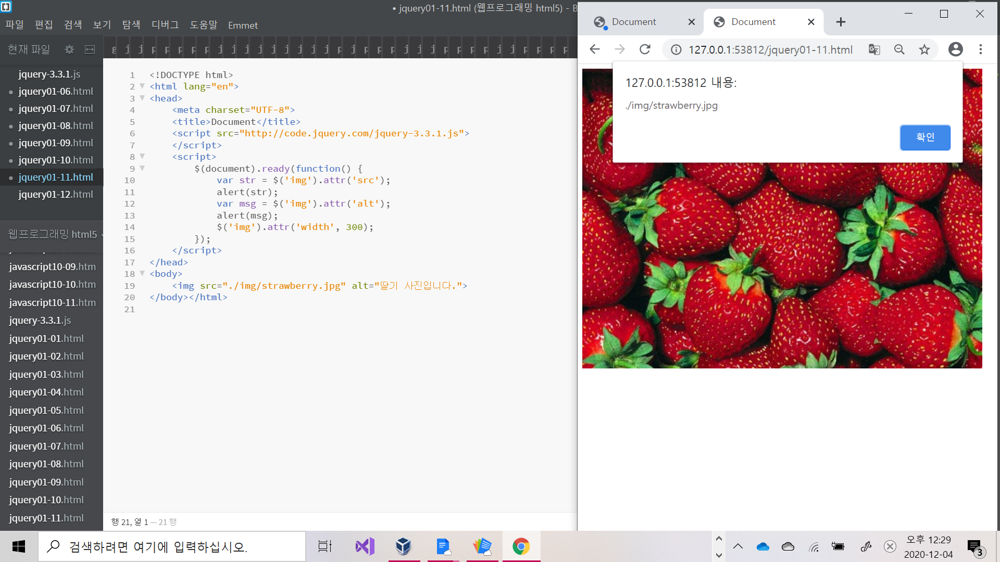 • jquery01-11.html (웹프로그래밍 html5) - B
파일 편집 검색 보기 탐색 디버그 도움말 Emmet
현재 파일
jquery-3.3.1.js
jquery01-06.html
jquery01-07.html
jquery01-08.html
jquery01-09.html
jquery01-10.html
jquery01-11.html
jquery01-12.html
웹프로그래밍 html5
javascript10-09.htm
javascript10-10.htm
javascript10-11.htm
jquery-3.3.1.js
jquery01-01.html
jquery01-02.html
jquery01-03.html
jquery01-04.html
jquery01-05.html
jquery01-06.html
jquery01-07.html
jquery01-08.html
jquery01-09.html
jquery01-10.html
jquery01-11.html
g j j p p p p p j j j j j j j j j p j p p p j j j p p p p j j p p p p
1 <!DOCTYPE html>
2 <html lang="en">
3 <head>
4 <meta charset="UTF-8">
5 <title>Document</title>
6 <script src="http://code.jquery.com/jquery-3.3.1.js">
7 </script>
8 <script>
9 $(document).ready(function() {
10 var str = $('img').attr('src');
11 alert(str);
12 var msg = $('img').attr('alt');
13 alert(msg);
14 $('img').attr('width', 300);
15 });
16 </script>
17 </head>
18 <body>
19 <img src="./img/strawberry.jpg" alt="딸기 사진입니다.">
20 </body></html>
21
행 21, 열 1 — 21 행
Document
Document
127.0.0.1:53812/jquery01-11.html
127.0.0.1:53812 내용:
./img/strawberry.jpg
확인
검색하려면 여기에 입력하십시오.
오후 12:29
2020-12-04
3